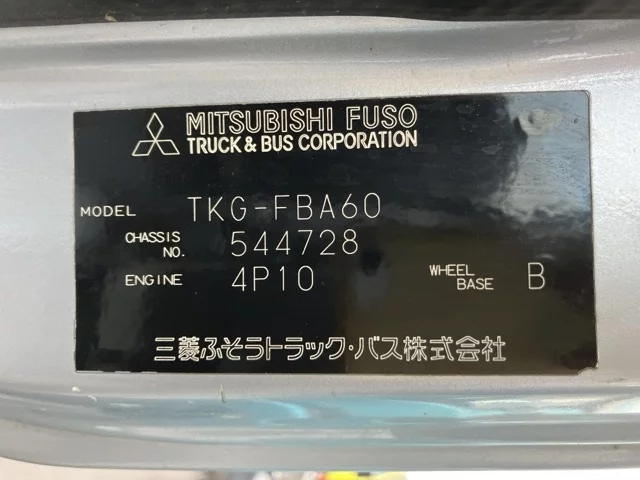 MITSUBISHI FUSO
TRUCK & BUS CORPORATION
MODEL TKG-FBA60
CHASSIS NO. 544728
ENGINE 4P10 WHEEL BASE B
三菱ふそうトラック・バス株式会社